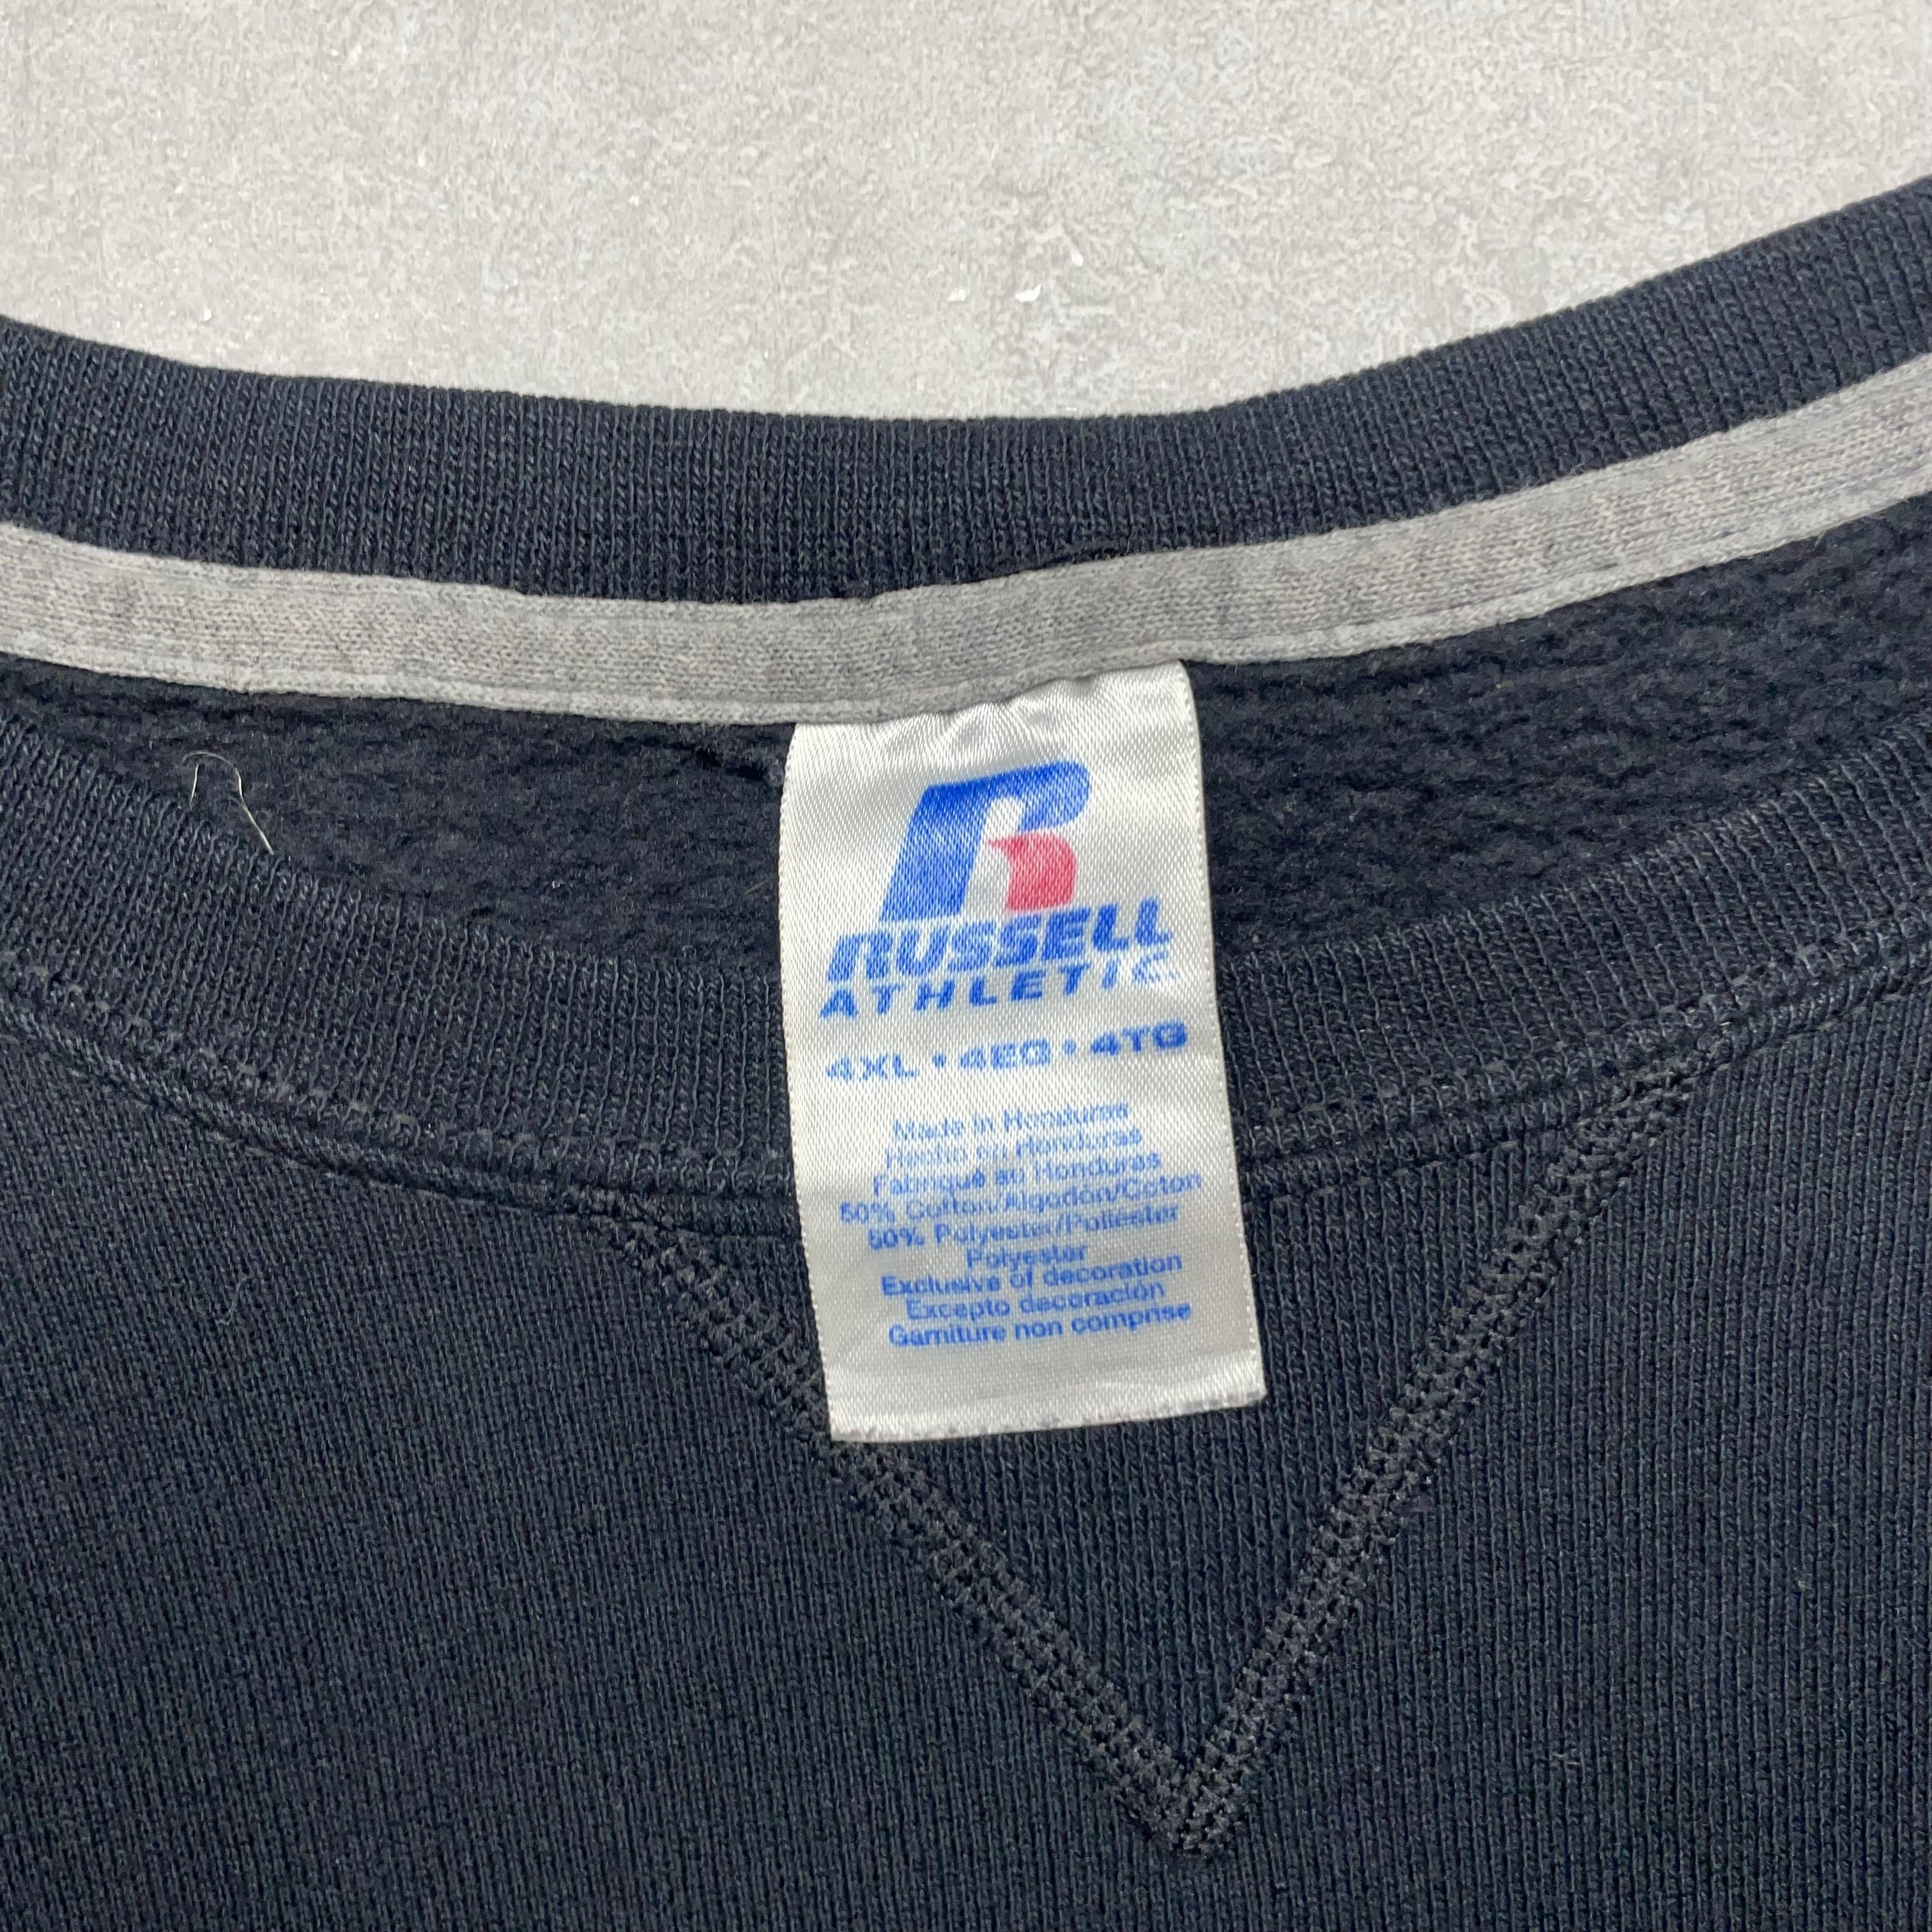 R
RUSSELL
ATHLETIC
4XL • 4EG • 4TG
Made in Honduras
Hecho en Honduras
Fabriqué au Honduras
50% Cotton/Algodón/Coton
50% Polyester/Poliéster
Polyester
Exclusive of decoration
Excepto decoración
Garniture non comprise